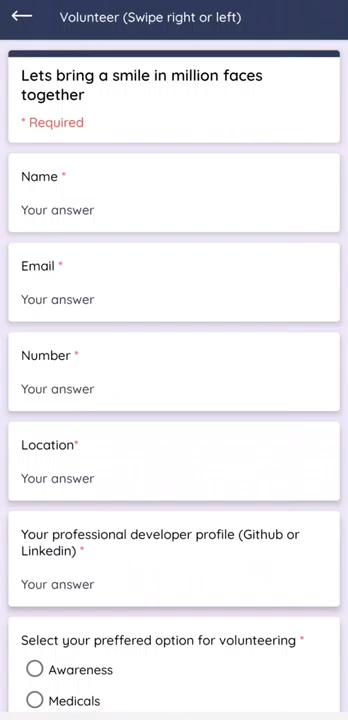 Volunteer (Swipe right or left)
Lets bring a smile in million faces
together
* Required
Name *
Your answer
Email *
Your answer
Number *
Your answer
Location*
Your answer
Your professional developer profile (Github or
Linkedin) *
Your answer
Select your preffered option for volunteering *
Awareness
Medicals